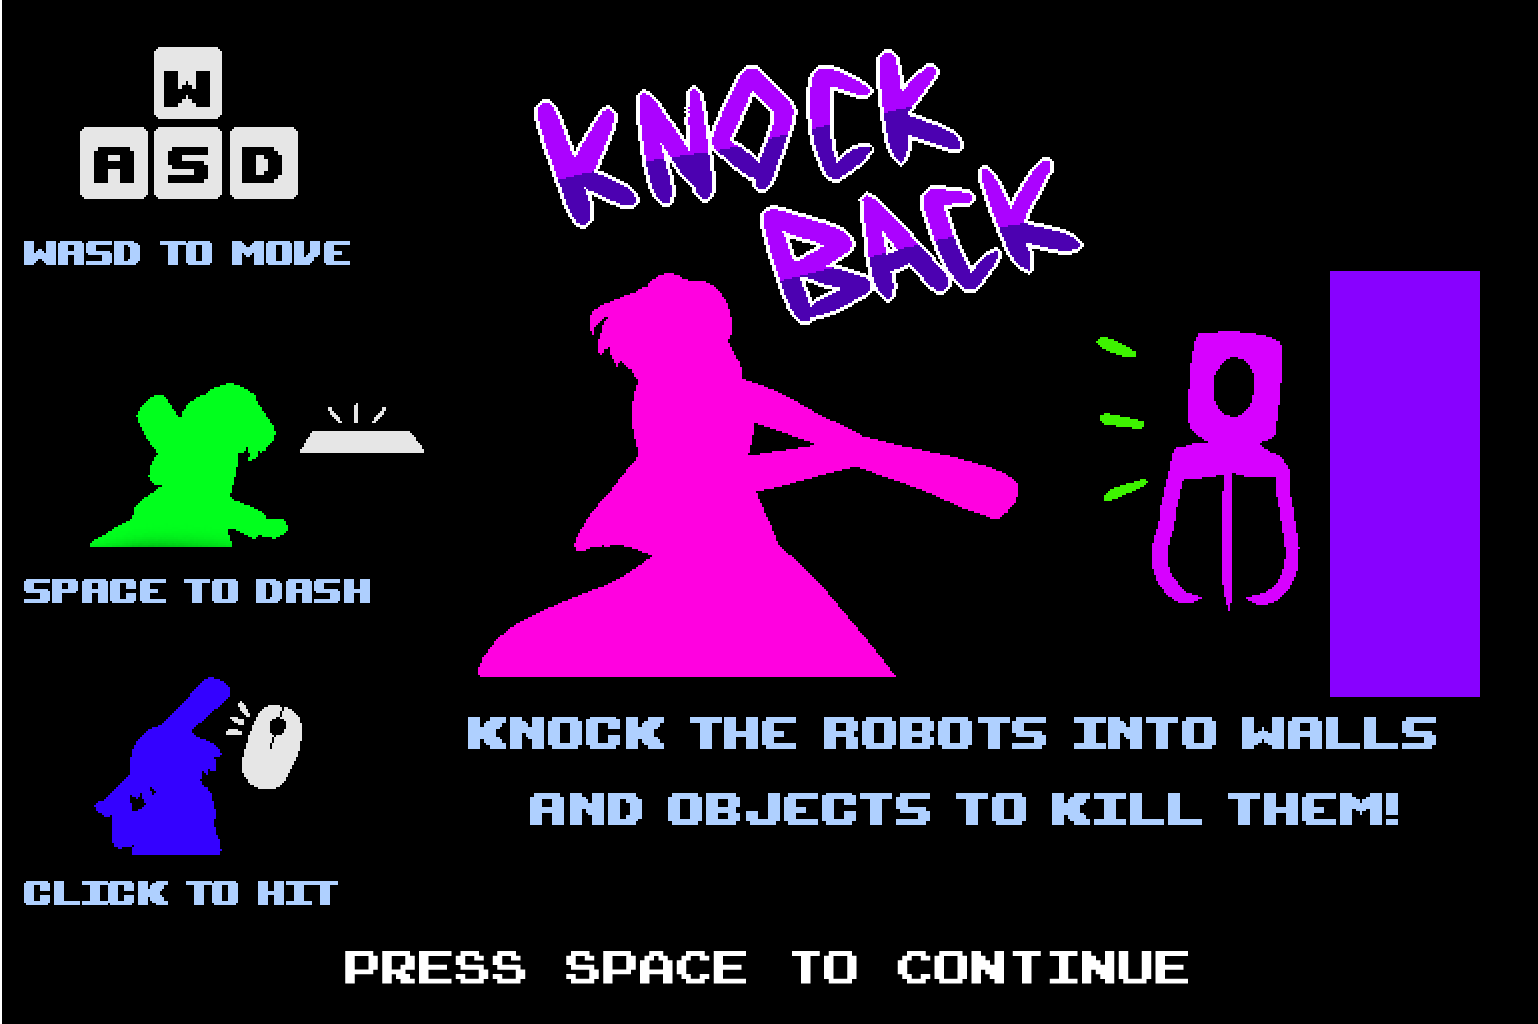 W
A S D
WASD TO MOVE
SPACE TO DASH
CLICK TO HIT
KNOCK
BACK
KNOCK THE ROBOTS INTO WALLS
AND OBJECTS TO KILL THEM!
PRESS SPACE TO CONTINUE